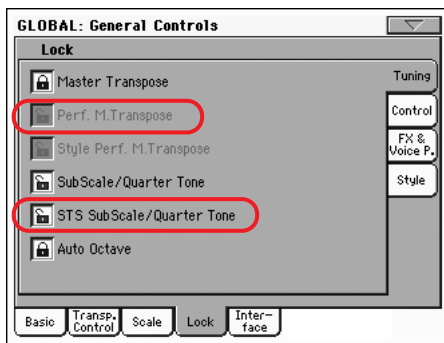 GLOBAL: General Controls
Lock
Master Transpose
Perf. M.Transpose
Style Perf. M.Transpose
SubScale/Quarter Tone
STS SubScale/Quarter Tone
Auto Octave
Tuning
Control
FX &
Voice P.
Style
Basic
Transp.
Control
Scale
Lock
Inter-
face